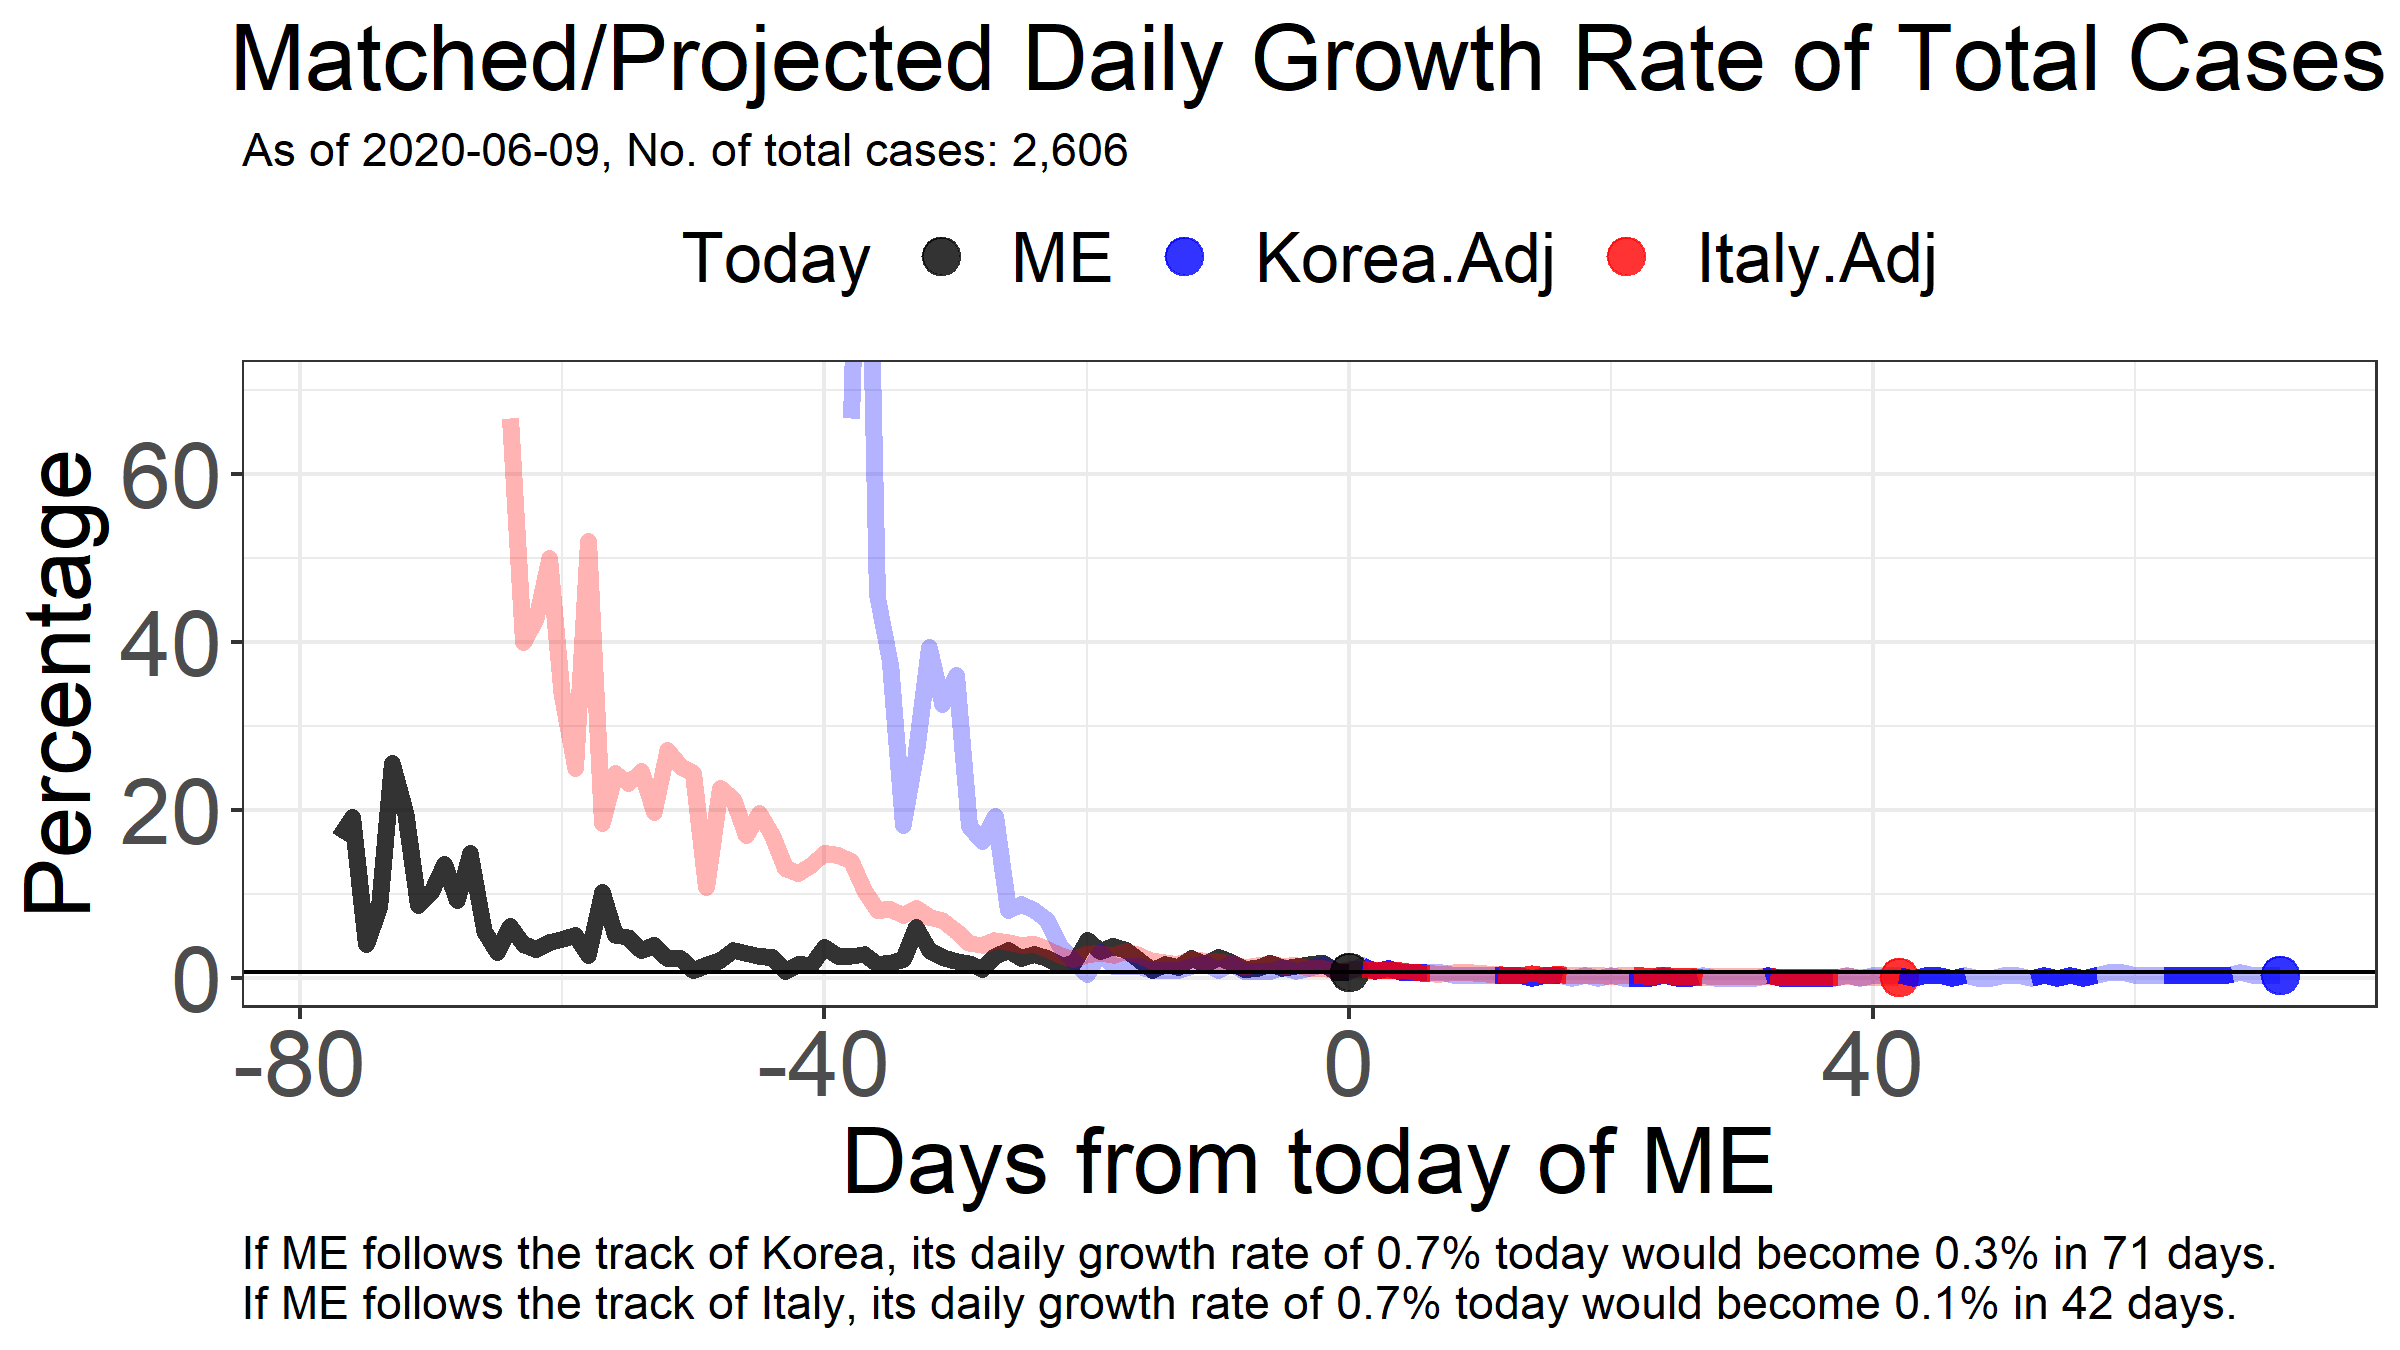 Matched/Projected Daily Growth Rate of Total Cases
As of 2020-06-09, No. of total cases: 2,606
Today ME Korea.Adj Italy.Adj
Percentage
60
40
20
0
-80 -40 0 40
Days from today of ME
If ME follows the track of Korea, its daily growth rate of 0.7% today would become 0.3% in 71 days.
If ME follows the track of Italy, its daily growth rate of 0.7% today would become 0.1% in 42 days.